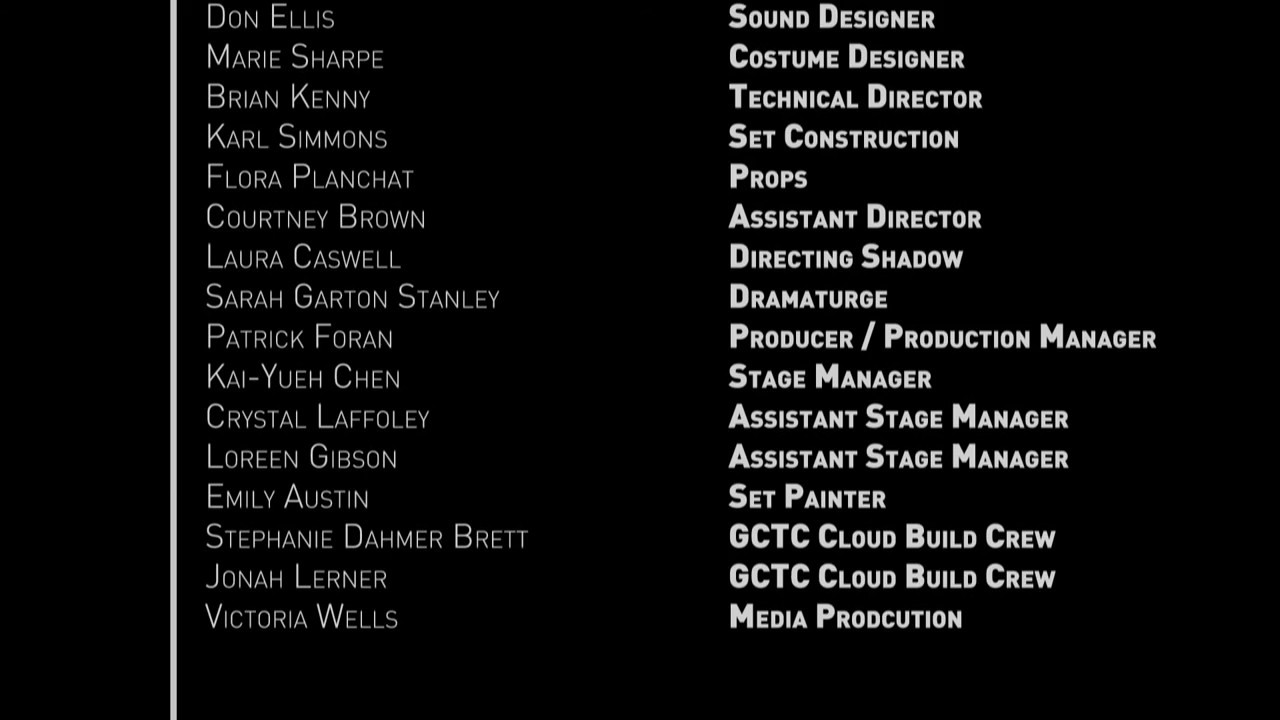 Don Ellis Sound Designer
Marie Sharpe Costume Designer
Brian Kenny Technical Director
Karl Simmons Set Construction
Flora Planchat Props
Courtney Brown Assistant Director
Laura Caswell Directing Shadow
Sarah Garton Stanley Dramaturge
Patrick Foran Producer / Production Manager
Kai-Yueh Chen Stage Manager
Crystal Laffoley Assistant Stage Manager
Loreen Gibson Assistant Stage Manager
Emily Austin Set Painter
Stephanie Dahmer Brett GCTC Cloud Build Crew
Jonah Lerner GCTC Cloud Build Crew
Victoria Wells Media Prodcution